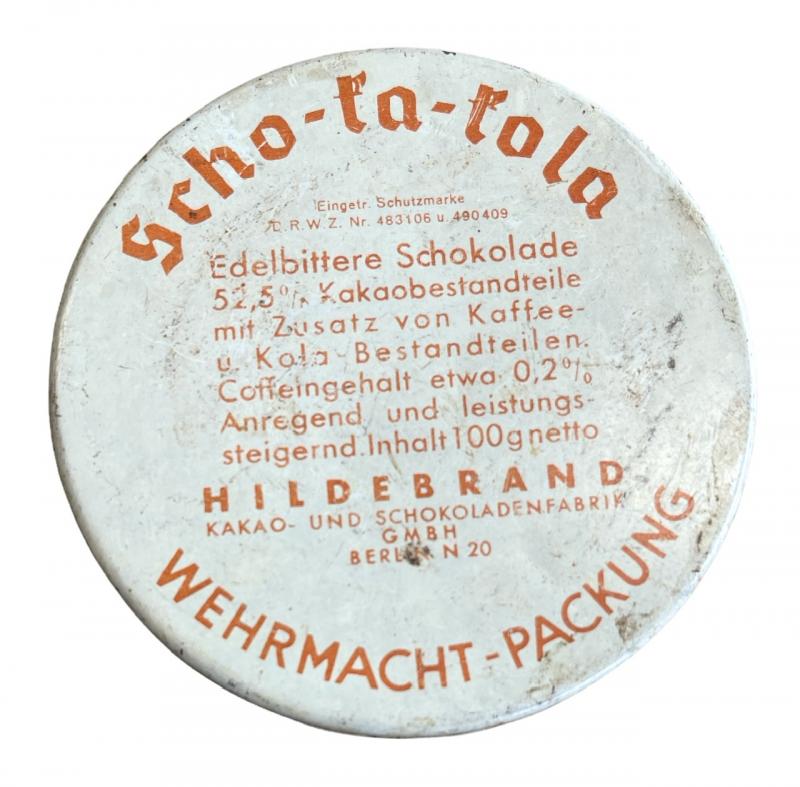 Scho-ka-kola
Eingetr. Schutzmarke
D.R.W.Z. Nr. 483106 u. 490409
Edelbittere Schokolade
52,5% Kakaobestandteile
mit Zusatz von Kaffee-
u. Kola-Bestandteilen.
Coffeingehalt etwa 0,2%
Anregend und leistungs-
steigernd. Inhalt 100g netto
HILDEBRAND
KAKAO- UND SCHOKOLADENFABRIK
GMBH
BERLIN N 20
WEHRMACHT-PACKUNG